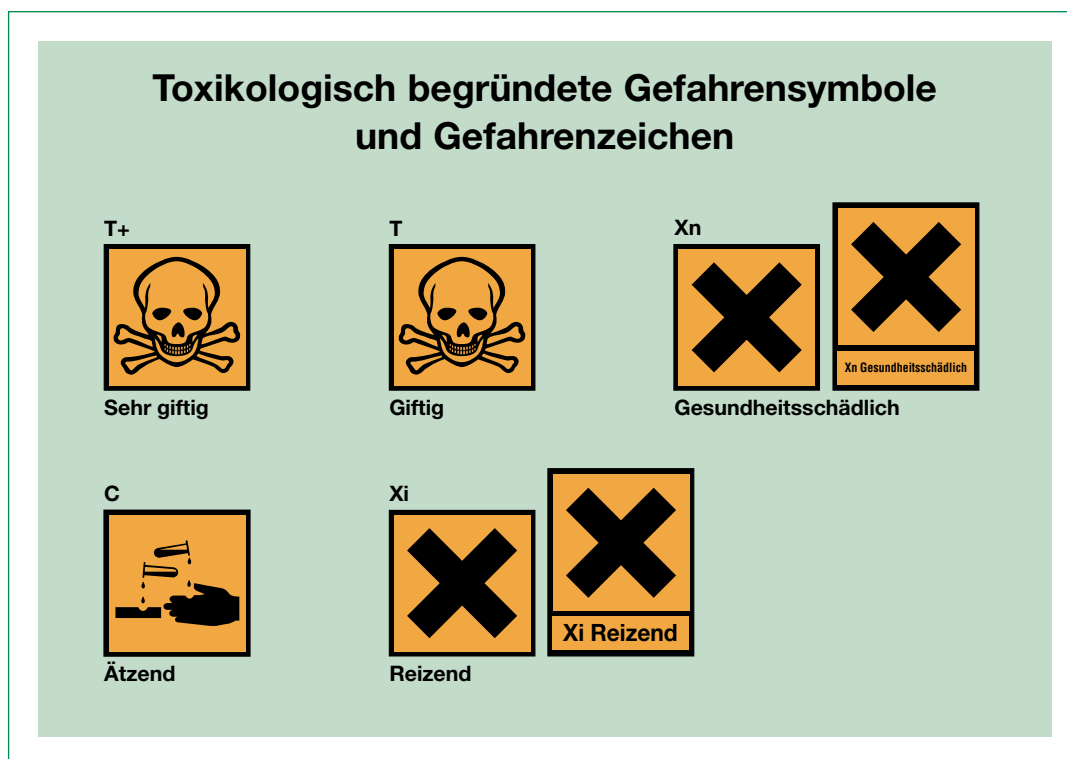 Toxikologisch begründete Gefahrensymbole
und Gefahrenzeichen
T+
Sehr giftig
T
Giftig
Xn
Xn Gesundheitsschädlich
Gesundheitsschädlich
C
Ätzend
Xi
Xi Reizend
Reizend